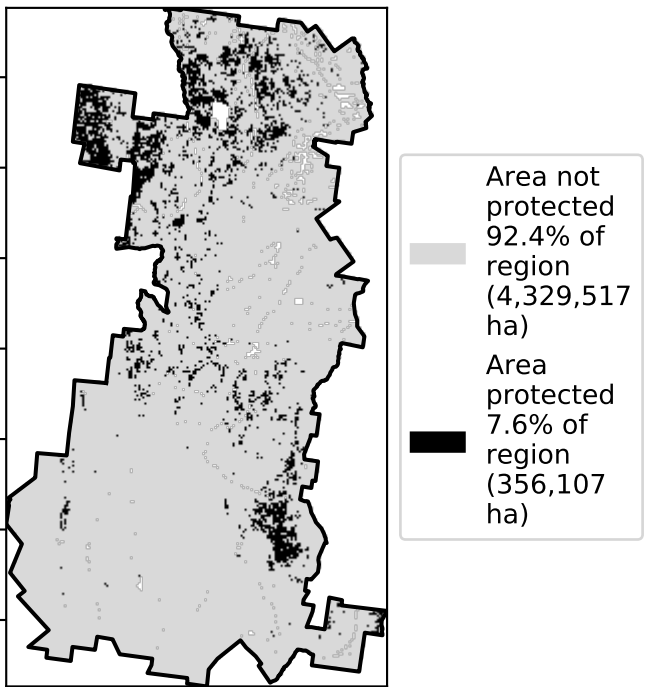 Area not
protected
92.4% of
region
(4,329,517
ha)
Area
protected
7.6% of
region
(356,107
ha)